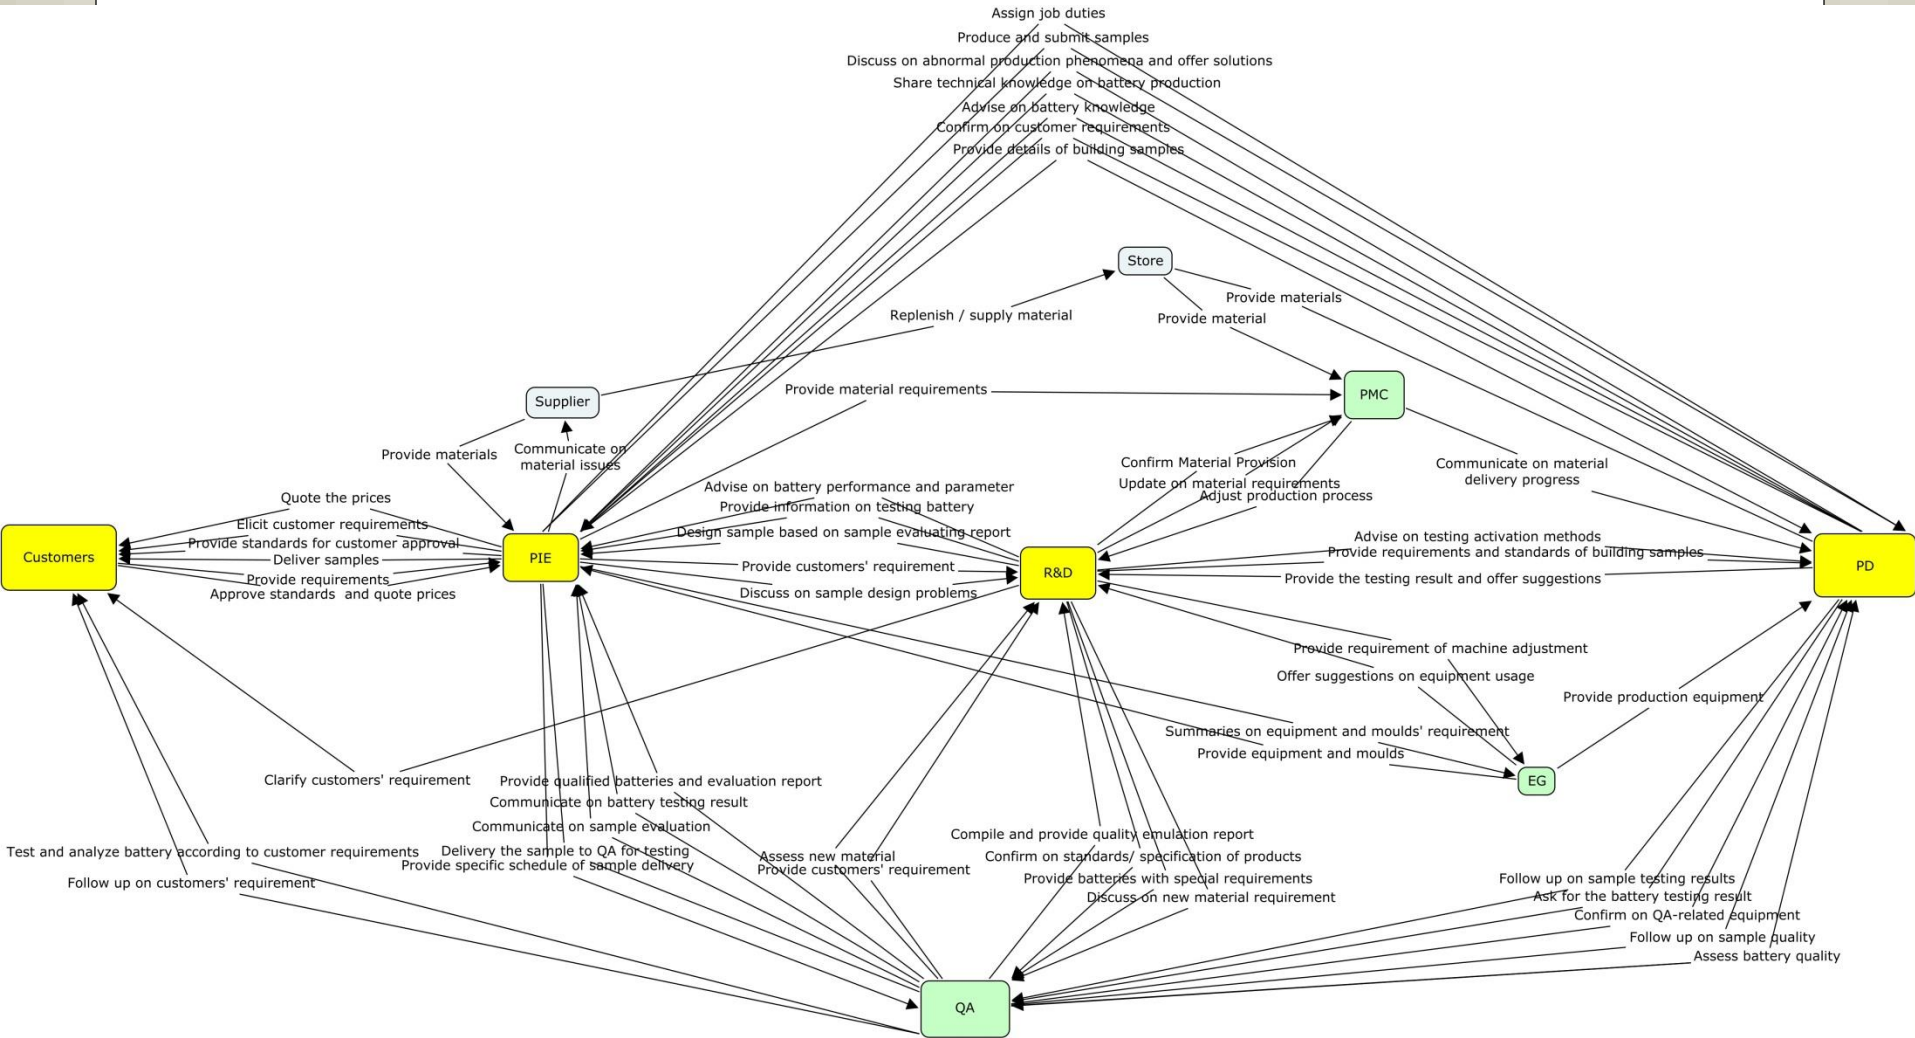 Assign job duties
Produce and submit samples
Discuss on abnormal production phenomena and offer solutions
Share technical knowledge on battery production
Advise on battery knowledge
Confirm on customer requirements
Provide details of building samples
Store
Provide materials
Replenish / supply material
Provide material
Provide material requirements
PMC
Supplier
Provide materials
Communicate on
material issues
Confirm Material Provision
Update on material requirements
Adjust production process
Communicate on material
delivery progress
Advise on battery performance and parameter
Provide information on testing battery
Design sample based on sample evaluating report
Provide customers' requirement
Discuss on sample design problems
Quote the prices
Elicit customer requirements
Provide standards for customer approval
Deliver samples
Provide requirements
Approve standards  and quote prices
Customers
PIE
R&D
PD
Advise on testing activation methods
Provide requirements and standards of building samples
Provide the testing result and offer suggestions
Provide requirement of machine adjustment
Offer suggestions on equipment usage
Provide production equipment
Summaries on equipment and moulds' requirement
Provide equipment and moulds
EG
Clarify customers' requirement
Provide qualified batteries and evaluation report
Communicate on battery testing result
Communicate on sample evaluation
Delivery the sample to QA for testing
Provide specific schedule of sample delivery
Test and analyze battery according to customer requirements
Follow up on customers' requirement
Assess new material
Provide customers' requirement
Compile and provide quality emulation report
Confirm on standards/ specification of products
Provide batteries with special requirements
Discuss on new material requirement
Follow up on sample testing results
Ask for the battery testing result
Confirm on QA-related equipment
Follow up on sample quality
Assess battery quality
QA